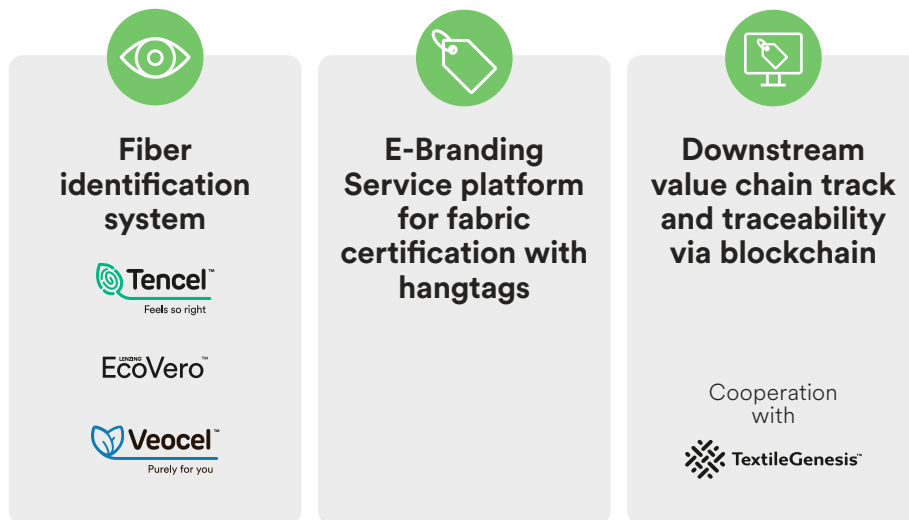 Fiber
identification
system
Tencel™
Feels so right
LENZING
EcoVero™
Veocel™
Purely for you
E-Branding
Service platform
for fabric
certification with
hangtags
Downstream
value chain track
and traceability
via blockchain
Cooperation
with
TextileGenesis™